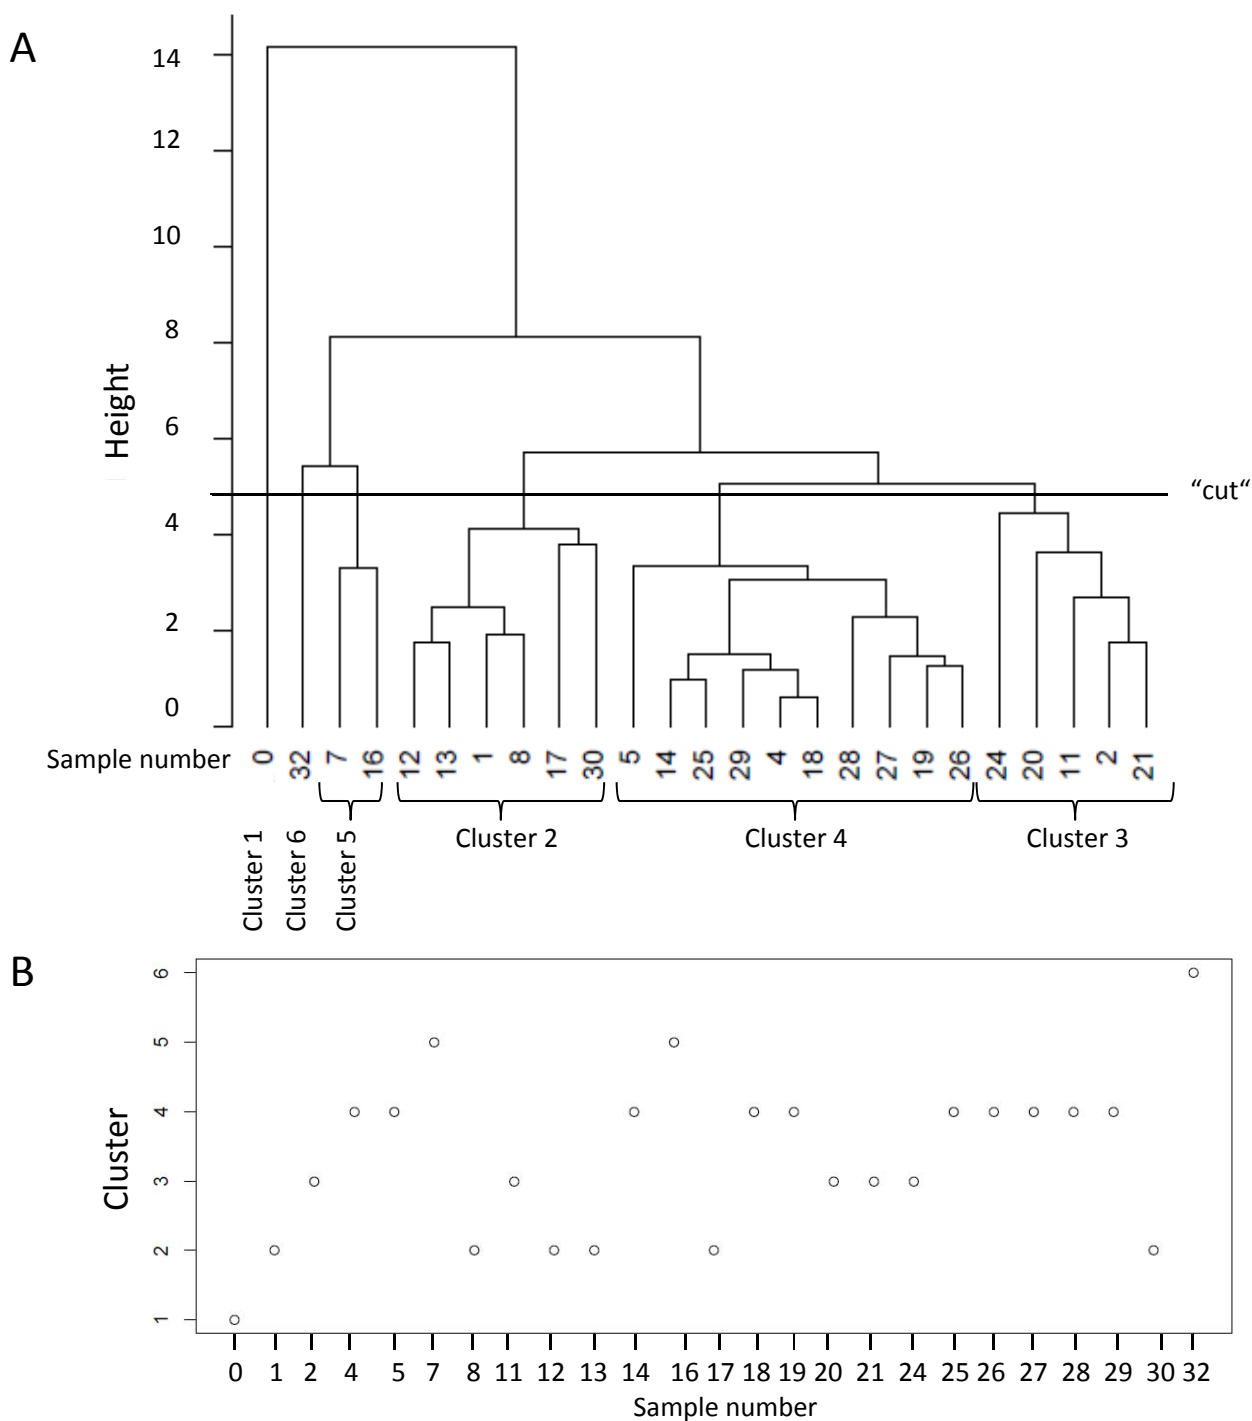 A
14
12
10
8
6
4
2
0
Height
“cut“
Sample number 0 32 7 16 12 13 1 8 17 30 5 14 25 29 4 18 28 27 19 26 24 20 11 2 21
Cluster 1
Cluster 6
Cluster 5
Cluster 2
Cluster 4
Cluster 3
B
6
5
4
3
2
1
Cluster
0 1 2 4 5 7 8 11 12 13 14 16 17 18 19 20 21 24 25 26 27 28 29 30 32
Sample number